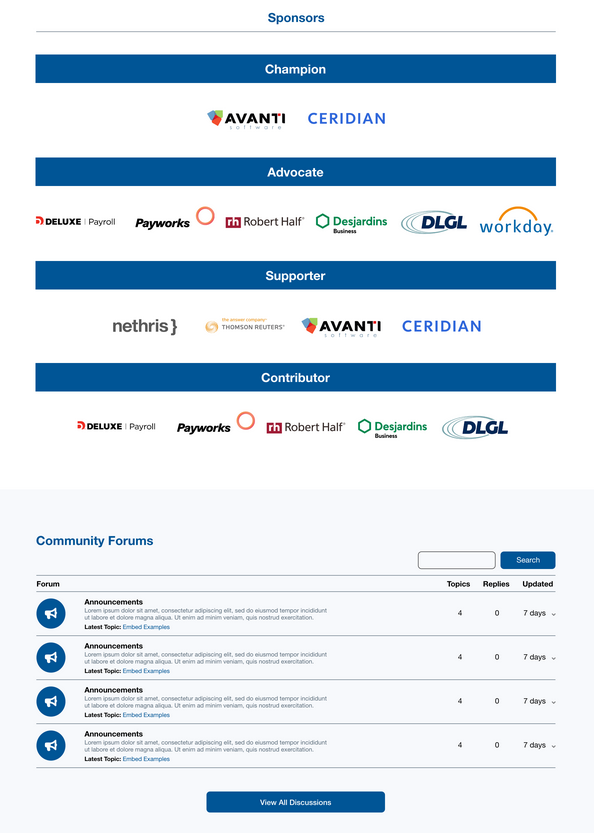 Sponsors
Champion
AVANTI
software
CERIDIAN
Advocate
DELUXE | Payroll
Payworks
rh Robert Half®
Desjardins
Business
DLGL
workday.
Supporter
nethris}
the answer company™
THOMSON REUTERS®
AVANTI
software
CERIDIAN
Contributor
DELUXE | Payroll
Payworks
rh Robert Half®
Desjardins
Business
DLGL
Community Forums
Search
Forum Topics Replies Updated
Announcements
Lorem ipsum dolor sit amet, consectetur adipiscing elit, sed do eiusmod tempor incididunt
ut labore et dolore magna aliqua. Ut enim ad minim veniam, quis nostrud exercitation.
Latest Topic: Embed Examples
4 0 7 days
Announcements
Lorem ipsum dolor sit amet, consectetur adipiscing elit, sed do eiusmod tempor incididunt
ut labore et dolore magna aliqua. Ut enim ad minim veniam, quis nostrud exercitation.
Latest Topic: Embed Examples
4 0 7 days
Announcements
Lorem ipsum dolor sit amet, consectetur adipiscing elit, sed do eiusmod tempor incididunt
ut labore et dolore magna aliqua. Ut enim ad minim veniam, quis nostrud exercitation.
Latest Topic: Embed Examples
4 0 7 days
Announcements
Lorem ipsum dolor sit amet, consectetur adipiscing elit, sed do eiusmod tempor incididunt
ut labore et dolore magna aliqua. Ut enim ad minim veniam, quis nostrud exercitation.
Latest Topic: Embed Examples
4 0 7 days
View All Discussions